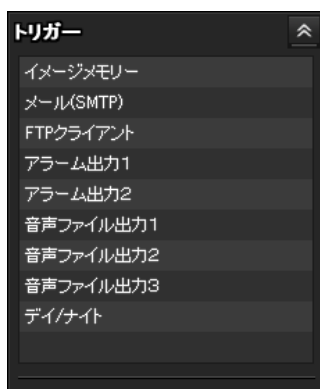 トリガー
イメージメモリー
メール(SMTP)
FTPクライアント
アラーム出力1
アラーム出力2
音声ファイル出力1
音声ファイル出力2
音声ファイル出力3
デイ/ナイト